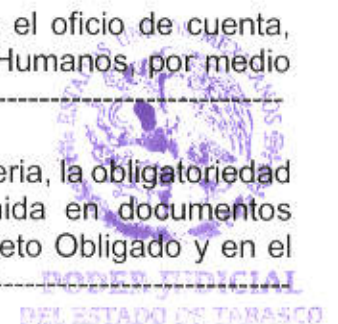 el oficio de cuenta,
Humanos, por medio
eria, la obligatoriedad
nida en documentos
eto Obligado y en el
PODER JUDICIAL
DEL ESTADO DE TABASCO